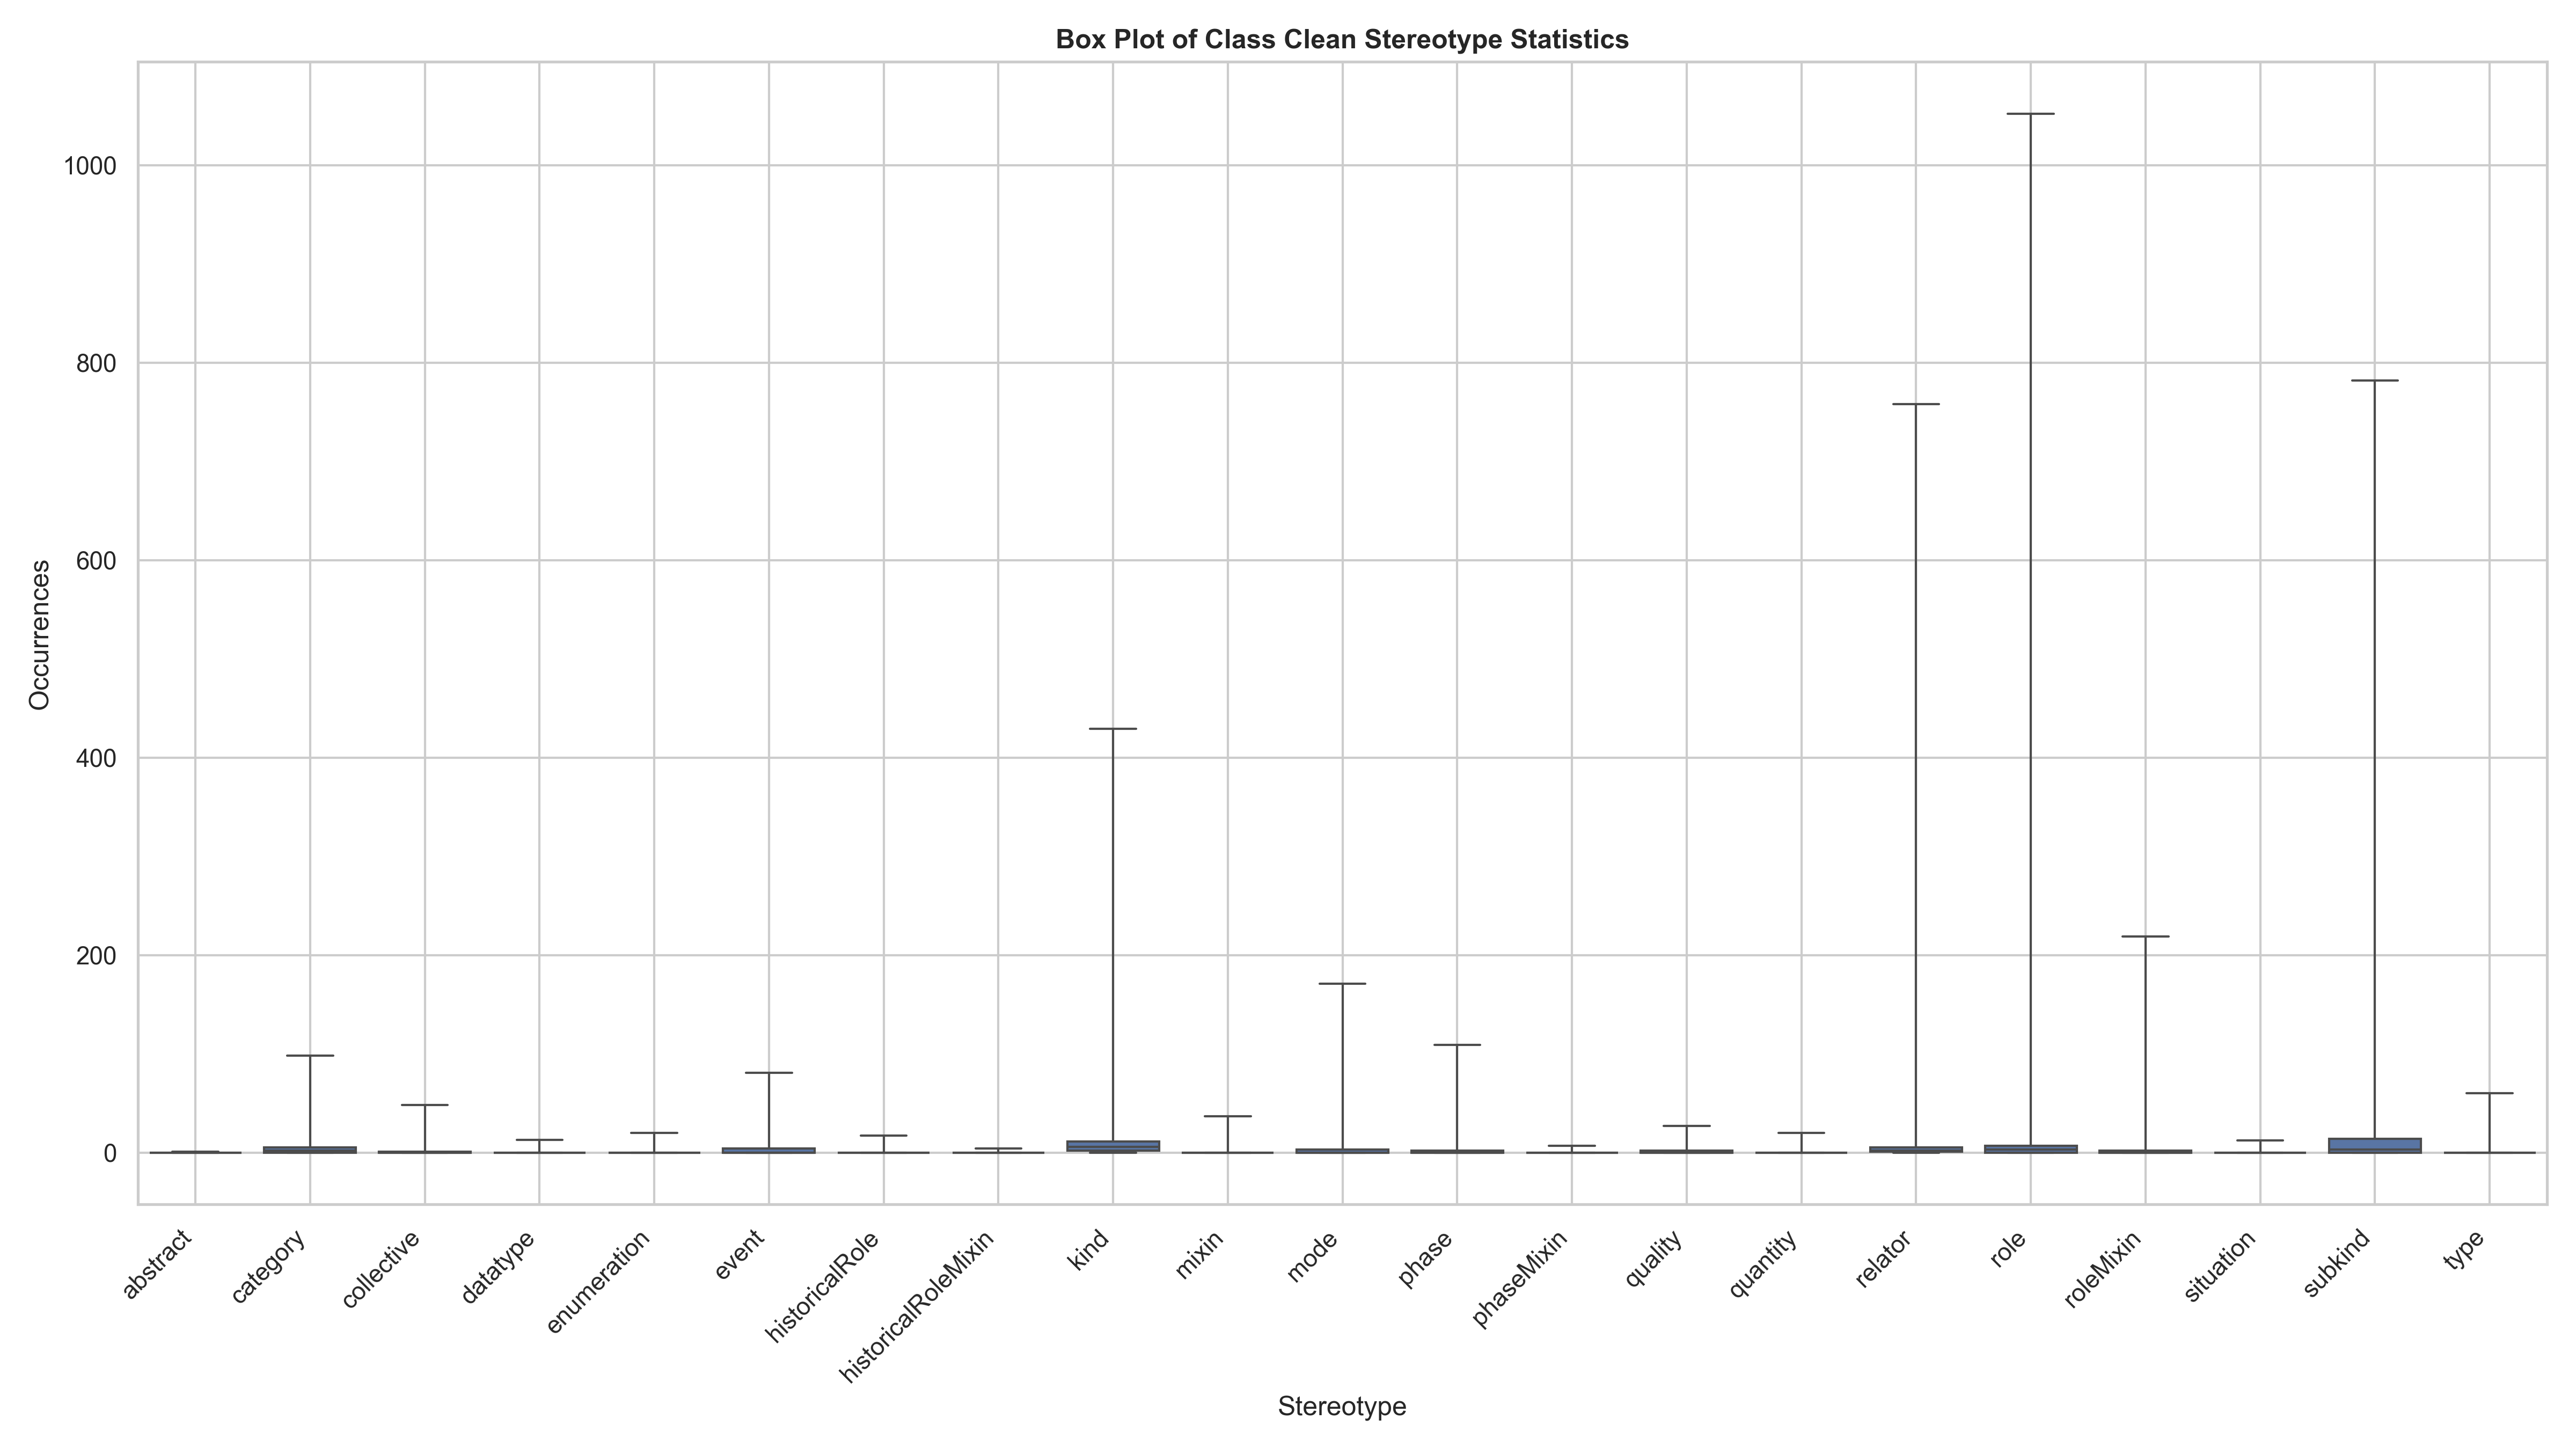 Box Plot of Class Clean Stereotype Statistics
1000
800
600
400
200
0
Occurrences
abstract
category
collective
datatype
enumeration
event
historicalRole
historicalRoleMixin
kind
mixin
mode
phase
phaseMixin
quality
quantity
relator
role
roleMixin
situation
subkind
type
Stereotype